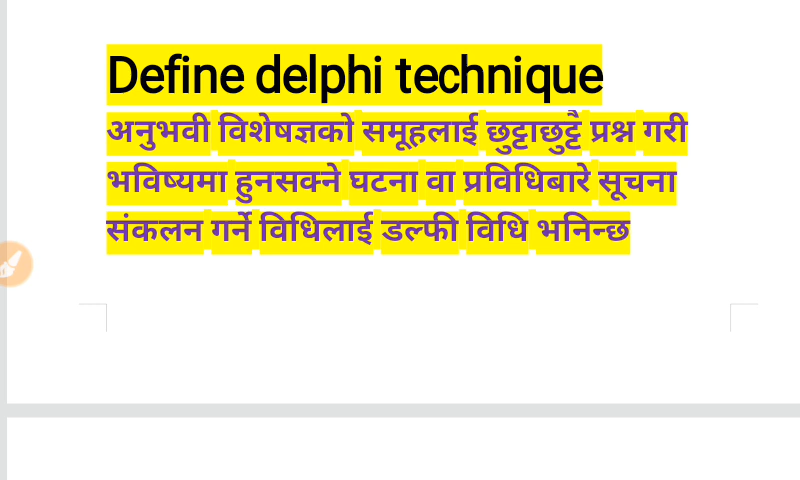 Define delphi technique
अनुभवी विशेषज्ञको समूहलाई छुट्टाछुट्टै प्रश्न गरी
भविष्यमा हुनसक्ने घटना वा प्रविधिबारे सूचना
संकलन गर्ने विधिलाई डल्फी विधि भनिन्छ